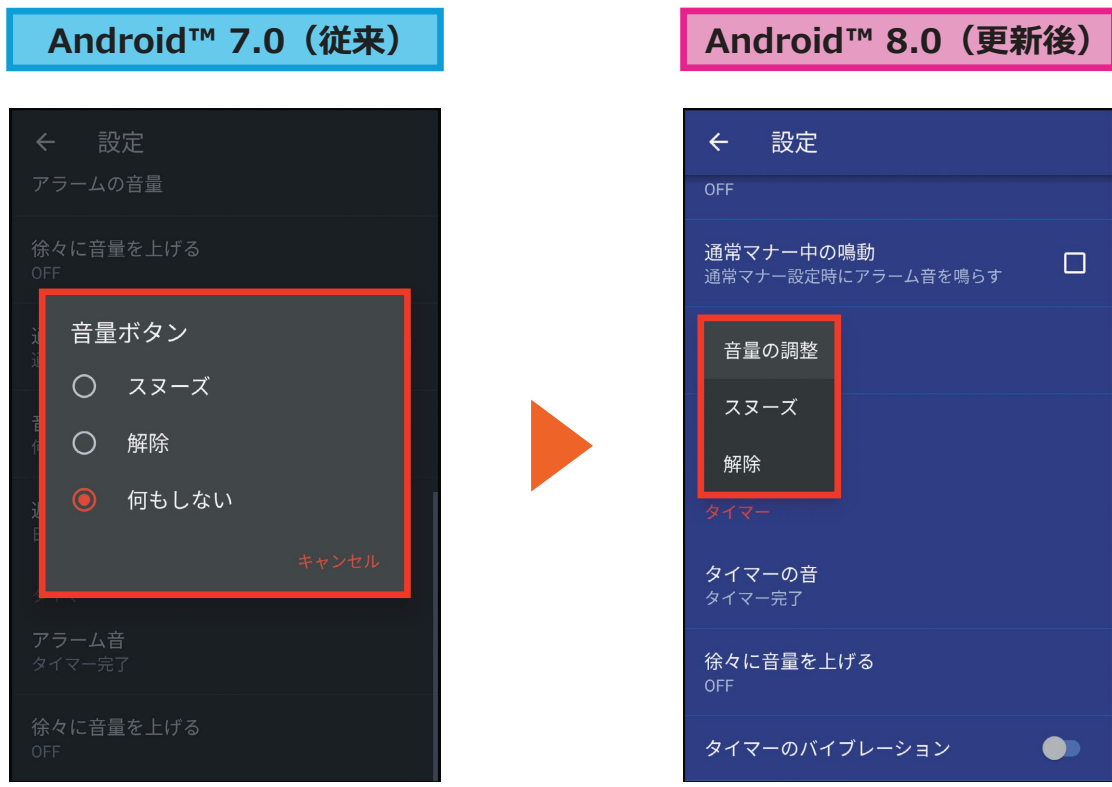 Android™ 7.0（従来）
設定
アラームの音量
徐々に音量を上げる
OFF
音量ボタン
スヌーズ
解除
何もしない
キャンセル
アラーム音
タイマー完了
徐々に音量を上げる
OFF
Android™ 8.0（更新後）
設定
OFF
通常マナー中の鳴動
通常マナー設定時にアラーム音を鳴らす
音量の調整
スヌーズ
解除
タイマー
タイマーの音
タイマー完了
徐々に音量を上げる
OFF
タイマーのバイブレーション